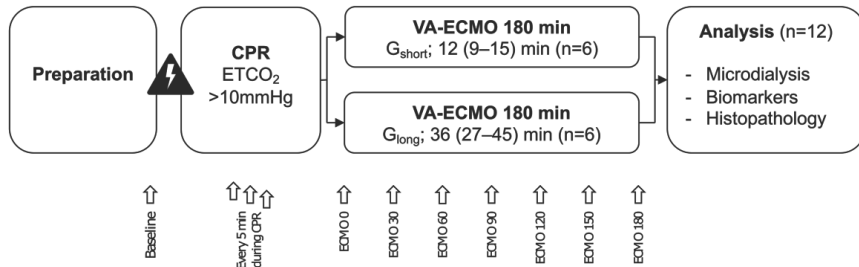 Preparation
CPR
ETCO₂
>10mmHg
VA-ECMO 180 min
G_short; 12 (9–15) min (n=6)
VA-ECMO 180 min
G_long; 36 (27–45) min (n=6)
Analysis (n=12)
- Microdialysis
- Biomarkers
- Histopathology
Baseline
Every 5 min
during CPR
ECMO 0
ECMO 30
ECMO 60
ECMO 90
ECMO 120
ECMO 150
ECMO 180